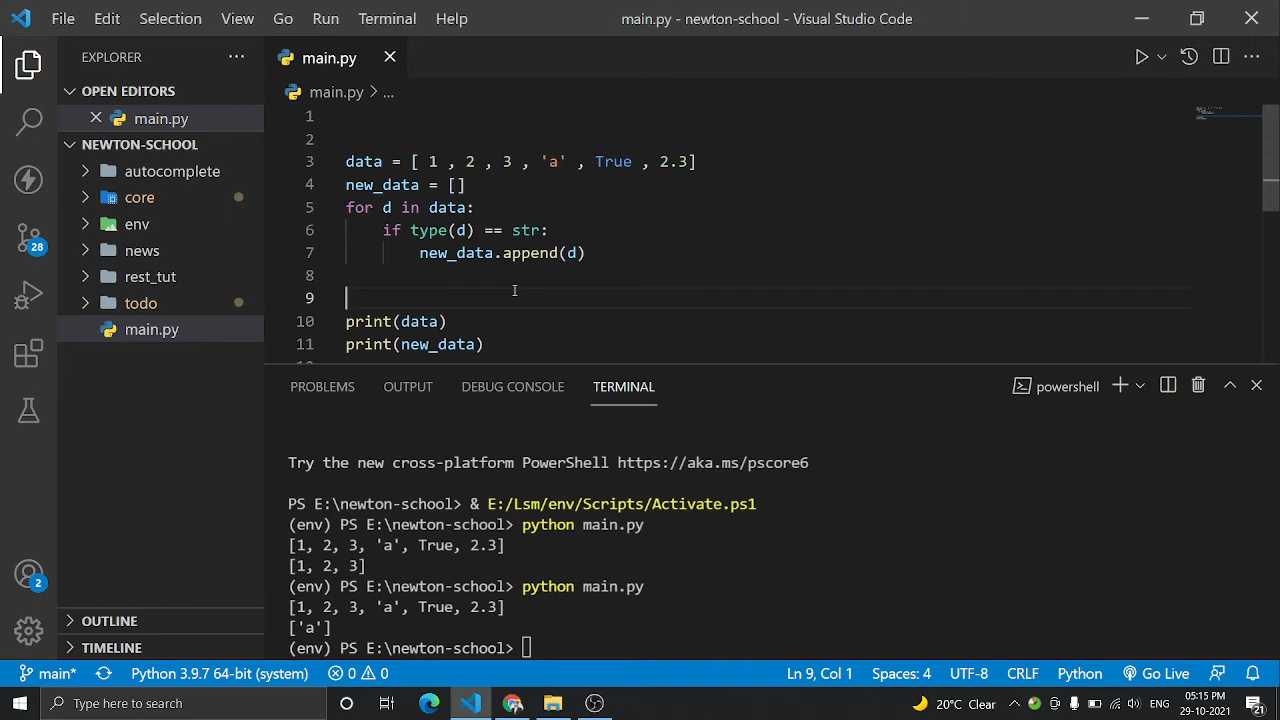 File Edit Selection View Go Run Terminal Help main.py - newton-school - Visual Studio Code
EXPLORER
OPEN EDITORS
main.py
NEWTON-SCHOOL
autocomplete
core
env
news
rest_tut
todo
main.py
OUTLINE
TIMELINE
28
2
main.py
main.py > ...
1
2
3 data = [ 1 , 2 , 3 , 'a' , True , 2.3]
4 new_data = []
5 for d in data:
6 if type(d) == str:
7 new_data.append(d)
8
9
10 print(data)
11 print(new_data)
PROBLEMS OUTPUT DEBUG CONSOLE TERMINAL powershell
Try the new cross-platform PowerShell https://aka.ms/pscore6
PS E:\newton-school> & E:/Lsm/env/Scripts/Activate.ps1
(env) PS E:\newton-school> python main.py
[1, 2, 3, 'a', True, 2.3]
[1, 2, 3]
(env) PS E:\newton-school> python main.py
[1, 2, 3, 'a', True, 2.3]
['a']
(env) PS E:\newton-school>
main* Python 3.9.7 64-bit (system) 0 0 Ln 9, Col 1 Spaces: 4 UTF-8 CRLF Python Go Live
Type here to search 20°C Clear 05:15 PM
20-10-2021
21